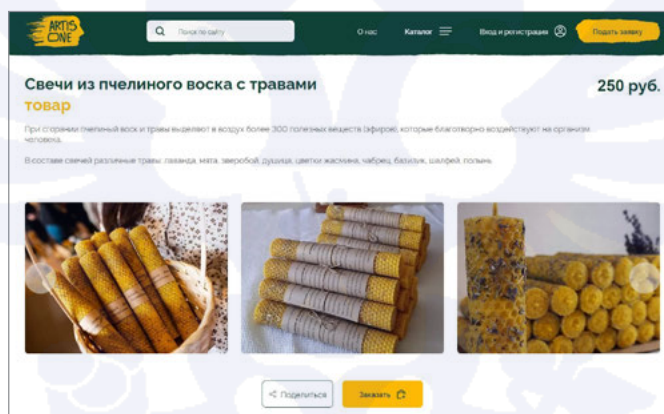 ARTIS
ONE
Поиск по сайту
О нас
Каталог
Вход и регистрация
Подать заявку
Свечи из пчелиного воска с травами
250 руб.
товар
При сгорании пчелиный воск и травы выделяют в воздух более 300 полезных веществ (эфиров), которые благотворно воздействуют на организм
человека.
В составе свечей различные травы: лаванда, мята, зверобой, душица, цветки жасмина, чабрец, базилик, шалфей, полынь.
Поделиться
Заказать